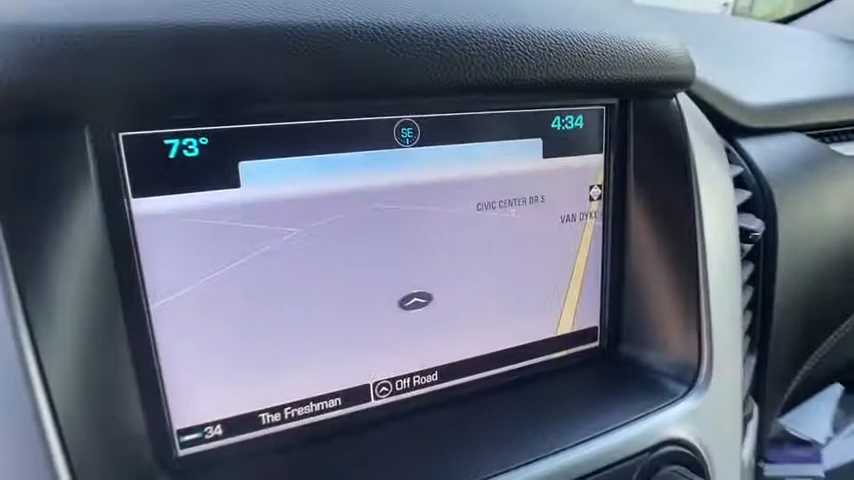 73°
SE
4:34
CIVIC CENTER DR S
VAN DYKE
34
The Freshman
Off Road